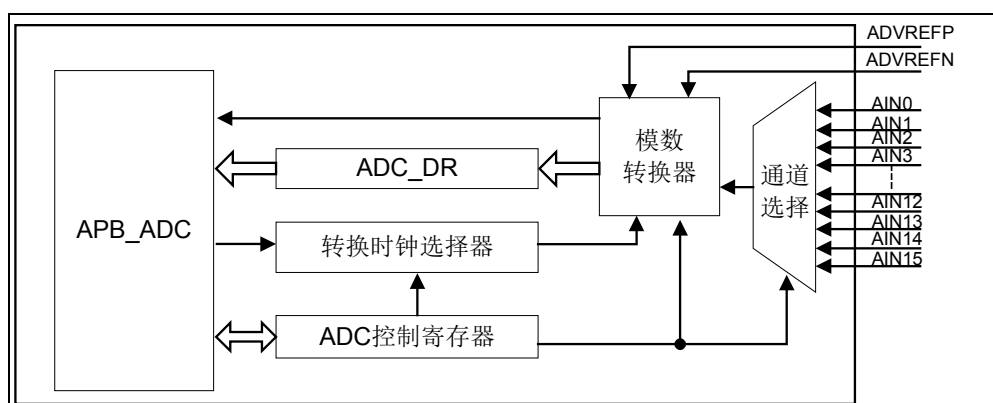 ADVREFP
ADVREFN
AIN0
AIN1
AIN2
AIN3
AIN12
AIN13
AIN14
AIN15
模数
转换器
通道
选择
ADC_DR
APB_ADC
转换时钟选择器
ADC控制寄存器